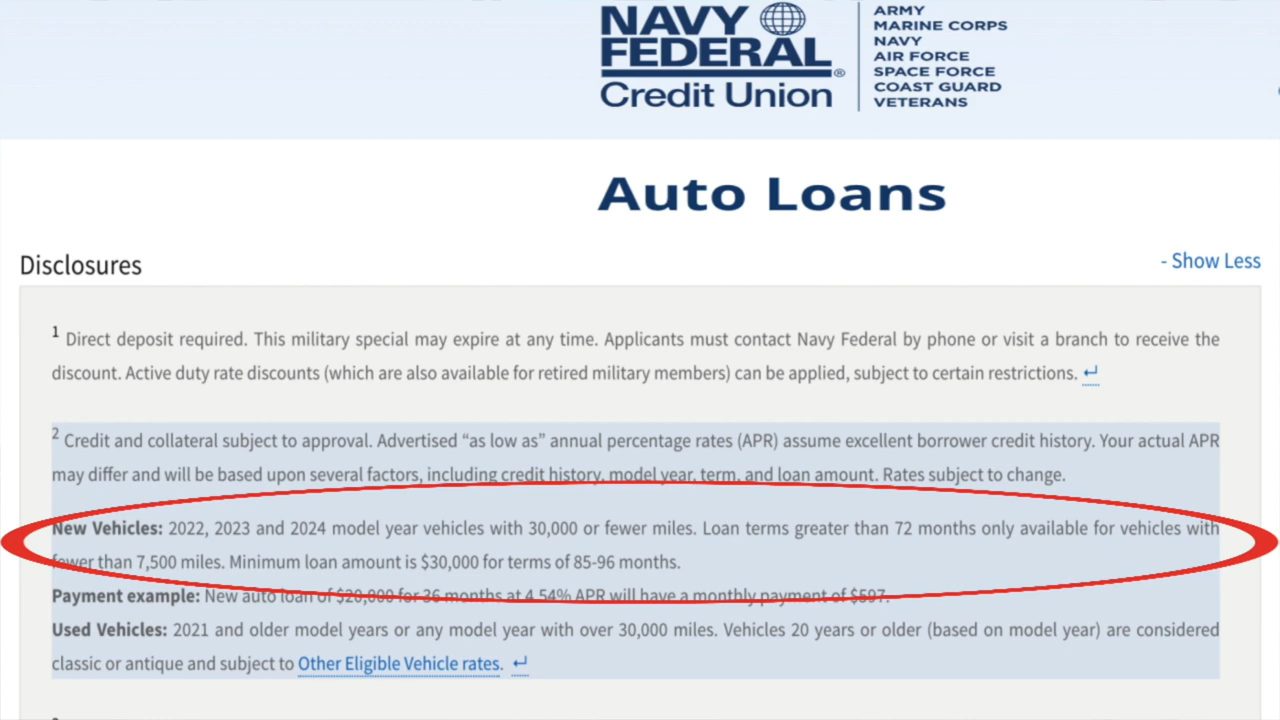 NAVY
FEDERAL
Credit Union
®
ARMY
MARINE CORPS
NAVY
AIR FORCE
SPACE FORCE
COAST GUARD
VETERANS
Auto Loans
Disclosures
- Show Less
1 Direct deposit required. This military special may expire at any time. Applicants must contact Navy Federal by phone or visit a branch to receive the
discount. Active duty rate discounts (which are also available for retired military members) can be applied, subject to certain restrictions. ↵
2 Credit and collateral subject to approval. Advertised “as low as” annual percentage rates (APR) assume excellent borrower credit history. Your actual APR
may differ and will be based upon several factors, including credit history, model year, term, and loan amount. Rates subject to change.
New Vehicles: 2022, 2023 and 2024 model year vehicles with 30,000 or fewer miles. Loan terms greater than 72 months only available for vehicles with
fewer than 7,500 miles. Minimum loan amount is $30,000 for terms of 85-96 months.
Payment example: New auto loan of $20,000 for 36 months at 4.54% APR will have a monthly payment of $597.
Used Vehicles: 2021 and older model years or any model year with over 30,000 miles. Vehicles 20 years or older (based on model year) are considered
classic or antique and subject to Other Eligible Vehicle rates. ↵